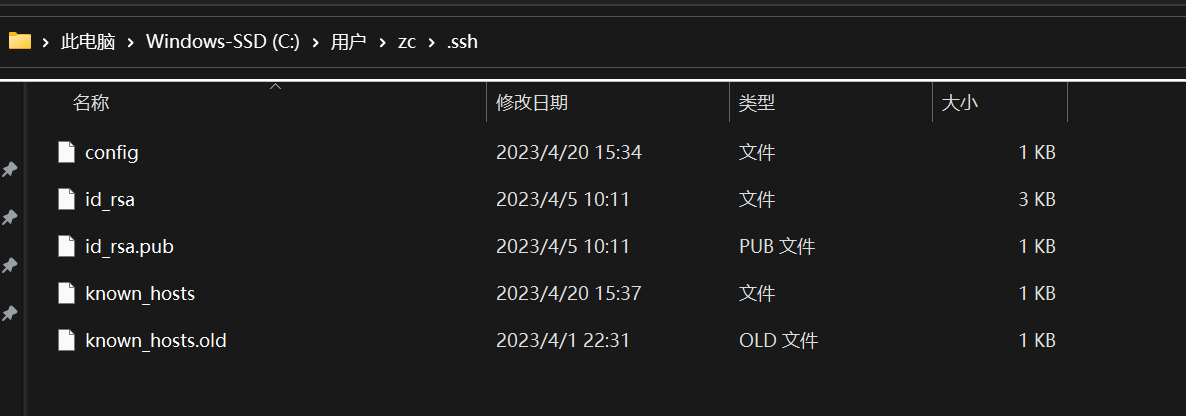 此电脑 › Windows-SSD (C:) › 用户 › zc › .ssh
名称 修改日期 类型 大小
config 2023/4/20 15:34 文件 1 KB
id_rsa 2023/4/5 10:11 文件 3 KB
id_rsa.pub 2023/4/5 10:11 PUB 文件 1 KB
known_hosts 2023/4/20 15:37 文件 1 KB
known_hosts.old 2023/4/1 22:31 OLD 文件 1 KB